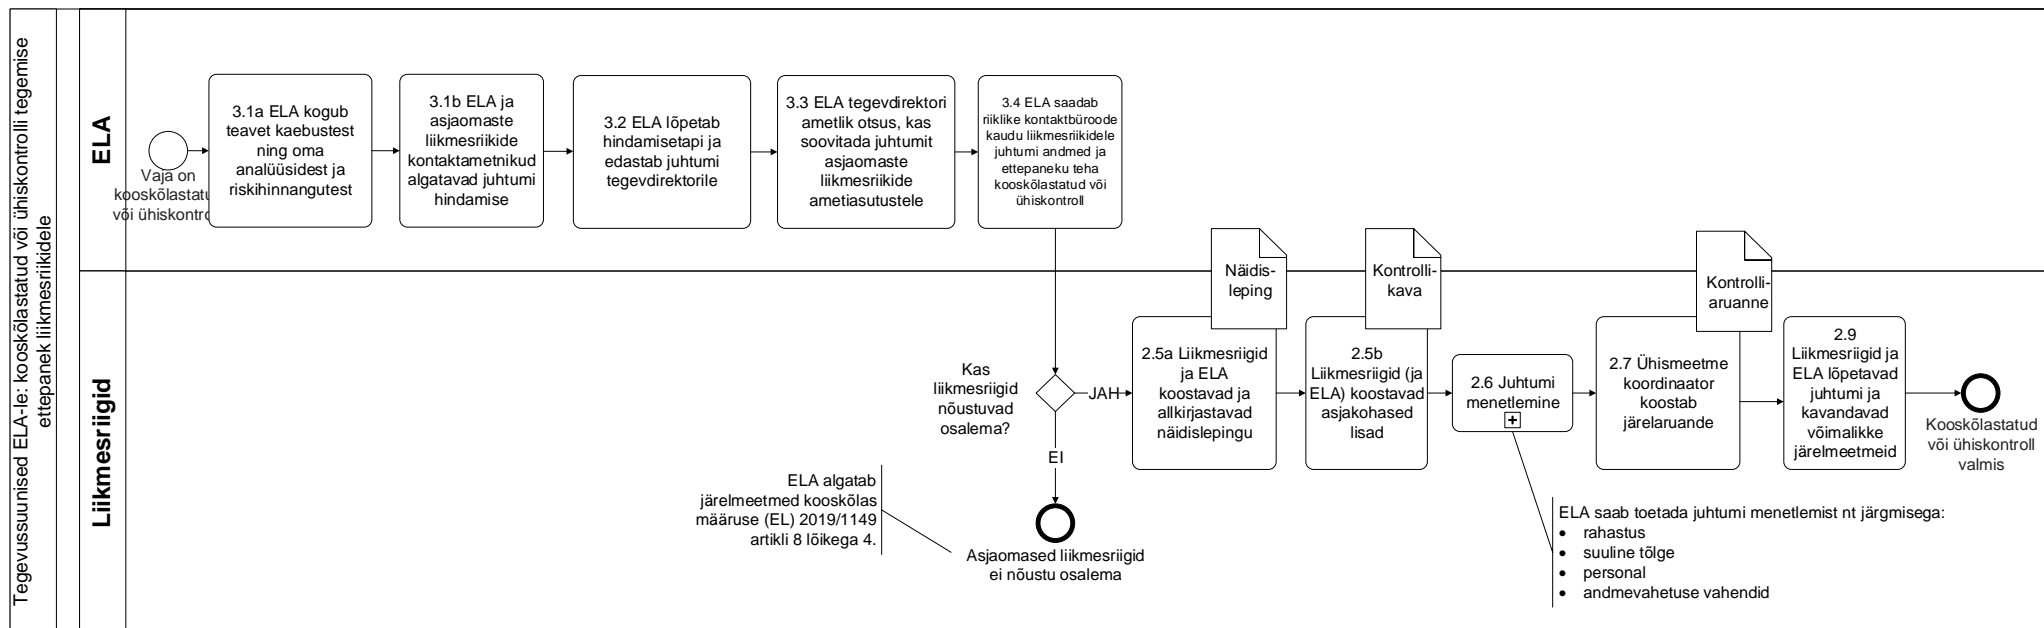 Tegevussuunised ELA-le: kooskõlastatud või ühiskontrolli tegemise
ettepanek liikmesriikidele
ELA
Vaja on
kooskõlastatu
või ühiskontro
3.1a ELA kogub
teavet kaebustest
ning oma
analüüsidest ja
riskihinnangutest
3.1b ELA ja
asjaomaste
liikmesriikide
kontaktametnikud
algatavad juhtumi
hindamise
3.2 ELA lõpetab
hindamisetapi ja
edastab juhtumi
tegevdirektorile
3.3 ELA tegevdirektori
ametlik otsus, kas
soovitada juhtumit
asjaomaste
liikmesriikide
ametiasutustele
3.4 ELA saadab
riiklike kontaktbüroode
kaudu liikmesriikidele
juhtumi andmed ja
ettepaneku teha
kooskõlastatud või
ühiskontroll
Liikmesriigid
Kas
liikmesriigid
nõustuvad
osalema?
JAH
EI
ELA algatab
järelmeetmed kooskõlas
määruse (EL) 2019/1149
artikli 8 lõikega 4.
Asjaomased liikmesriigid
ei nõustu osalema
Näidis-
leping
2.5a Liikmesriigid
ja ELA
koostavad ja
allkirjastavad
näidislepingu
Kontrolli-
kava
2.5b
Liikmesriigid (ja
ELA) koostavad
asjakohased
lisad
2.6 Juhtumi
menetlemine
Kontrolli-
aruanne
2.7 Ühismeetme
koordinaator
koostab
järelaruande
2.9
Liikmesriigid ja
ELA lõpetavad
juhtumi ja
kavandavad
võimalikke
järelmeetmeid
Kooskõlastatud
või ühiskontroll
valmis
ELA saab toetada juhtumi menetlemist nt järgmisega:
• rahastus
• suuline tõlge
• personal
• andmevahetuse vahendid